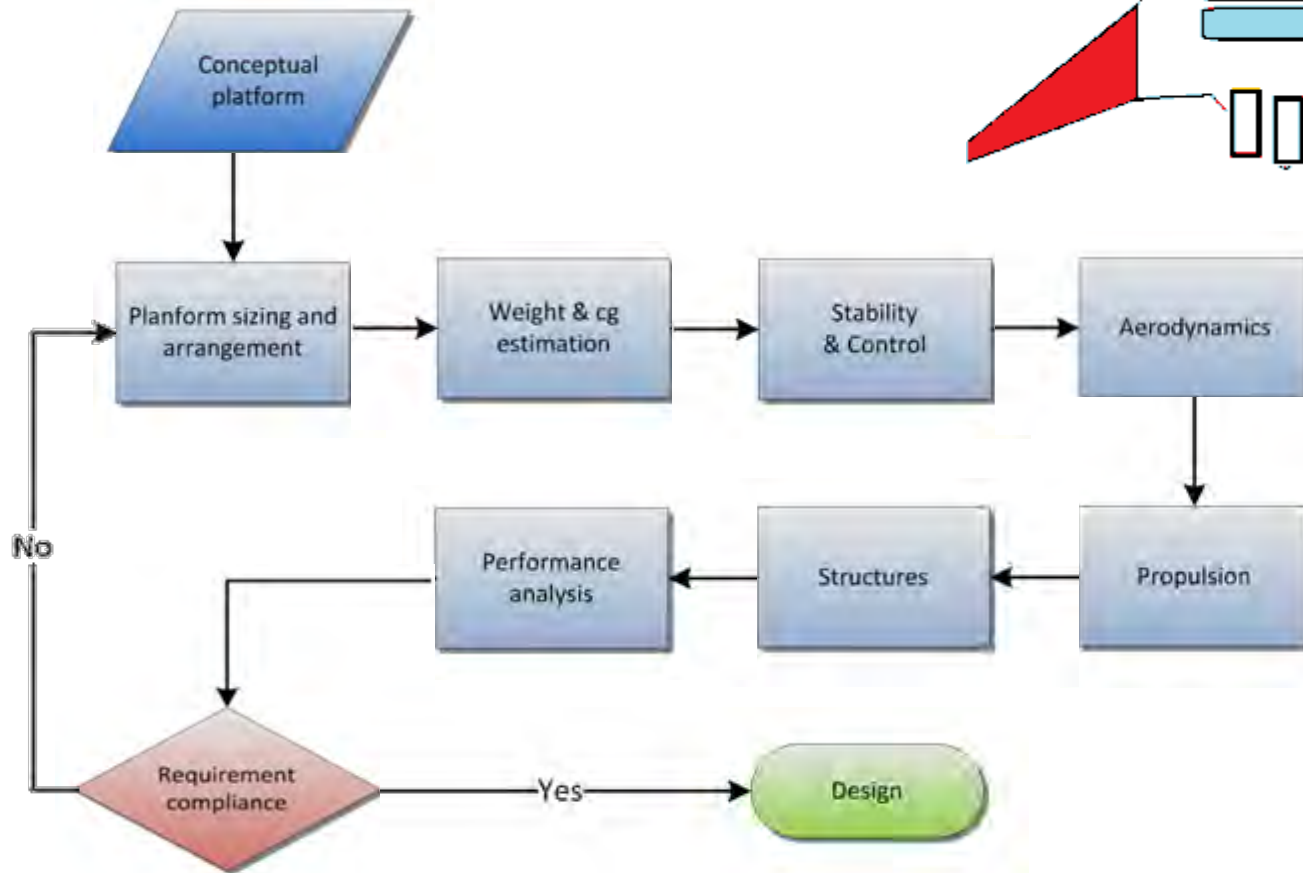 Conceptual
platform
Planform sizing and
arrangement
Weight & cg
estimation
Stability
& Control
Aerodynamics
Performance
analysis
Structures
Propulsion
No
Requirement
compliance
Yes
Design